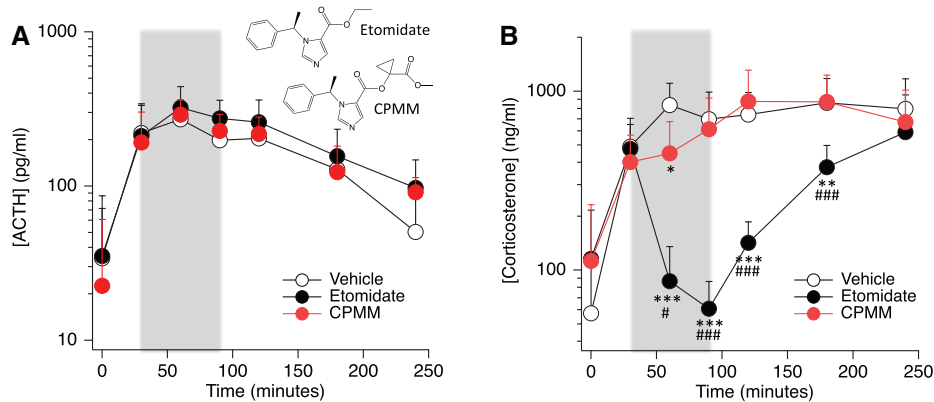 A
1000
100
10
[ACTH] (pg/ml)
0
50
100
150
200
250
Time (minutes)
O
O
N
N
Etomidate
O
O
O
O
N
N
CPMM
Vehicle
Etomidate
CPMM
B
1000
100
[Corticosterone] (ng/ml)
0
50
100
150
200
250
Time (minutes)
*
***
#
***
###
***
###
**
###
Vehicle
Etomidate
CPMM